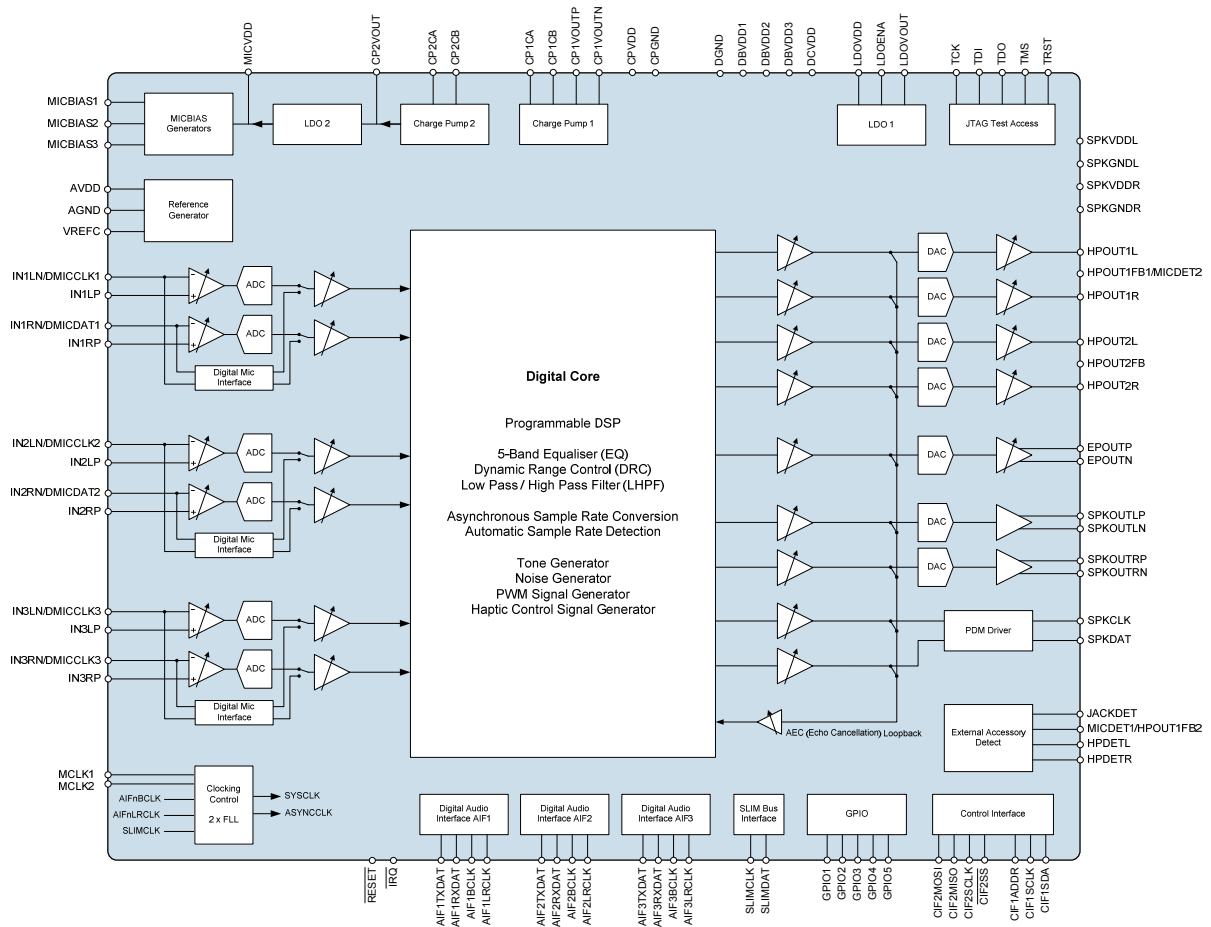 MICVDD
CP2VOUT
CP2CA
CP2CB
CP1CA
CP1CB
CP1VOUTP
CP1VOUTN
CPVDD
CPGND
DGND
DBVDD1
DBVDD2
DBVDD3
DCVDD
LDOVDD
LDOENA
LDOVOUT
TCK
TDI
TDO
TMS
TRST
MICBIAS1
MICBIAS2
MICBIAS3
MICBIAS
Generators
LDO 2
Charge Pump 2
Charge Pump 1
LDO 1
JTAG Test Access
SPKVDDL
SPKGNDL
SPKVDDR
SPKGNDR
AVDD
AGND
VREFC
Reference
Generator
IN1LN/DMICCLK1
IN1LP
ADC
IN1RN/DMICDAT1
IN1RP
ADC
Digital Mic
Interface
IN2LN/DMICCLK2
IN2LP
ADC
IN2RN/DMICDAT2
IN2RP
ADC
Digital Mic
Interface
IN3LN/DMICCLK3
IN3LP
ADC
IN3RN/DMICCLK3
IN3RP
ADC
Digital Mic
Interface
Digital Core
Programmable DSP
5-Band Equaliser (EQ)
Dynamic Range Control (DRC)
Low Pass / High Pass Filter (LHPF)
Asynchronous Sample Rate Conversion
Automatic Sample Rate Detection
Tone Generator
Noise Generator
PWM Signal Generator
Haptic Control Signal Generator
DAC
HPOUT1L
HPOUT1FB1/MICDET2
DAC
HPOUT1R
DAC
HPOUT2L
HPOUT2FB
DAC
HPOUT2R
DAC
EPOUTP
EPOUTN
DAC
SPKOUTLP
SPKOUTLN
DAC
SPKOUTRP
SPKOUTRN
PDM Driver
SPKCLK
SPKDAT
AEC (Echo Cancellation) Loopback
External Accessory
Detect
JACKDET
MICDET1/HPOUT1FB2
HPDETL
HPDETR
MCLK1
MCLK2
AIFnBCLK
AIFnLRCLK
SLIMCLK
Clocking
Control
2 x FLL
SYSCLK
ASYNCCLK
Digital Audio
Interface AIF1
Digital Audio
Interface AIF2
Digital Audio
Interface AIF3
SLIM Bus
Interface
GPIO
Control Interface
RESET
IRQ
AIF1TXDAT
AIF1RXDAT
AIF1BCLK
AIF1LRCLK
AIF2TXDAT
AIF2RXDAT
AIF2BCLK
AIF2LRCLK
AIF3TXDAT
AIF3RXDAT
AIF3BCLK
AIF3LRCLK
SLIMCLK
SLIMDAT
GPIO1
GPIO2
GPIO3
GPIO4
GPIO5
CIF2MOSI
CIF2MISO
CIF2SCLK
CIF2SS
CIF1ADDR
CIF1SCLK
CIF1SDA